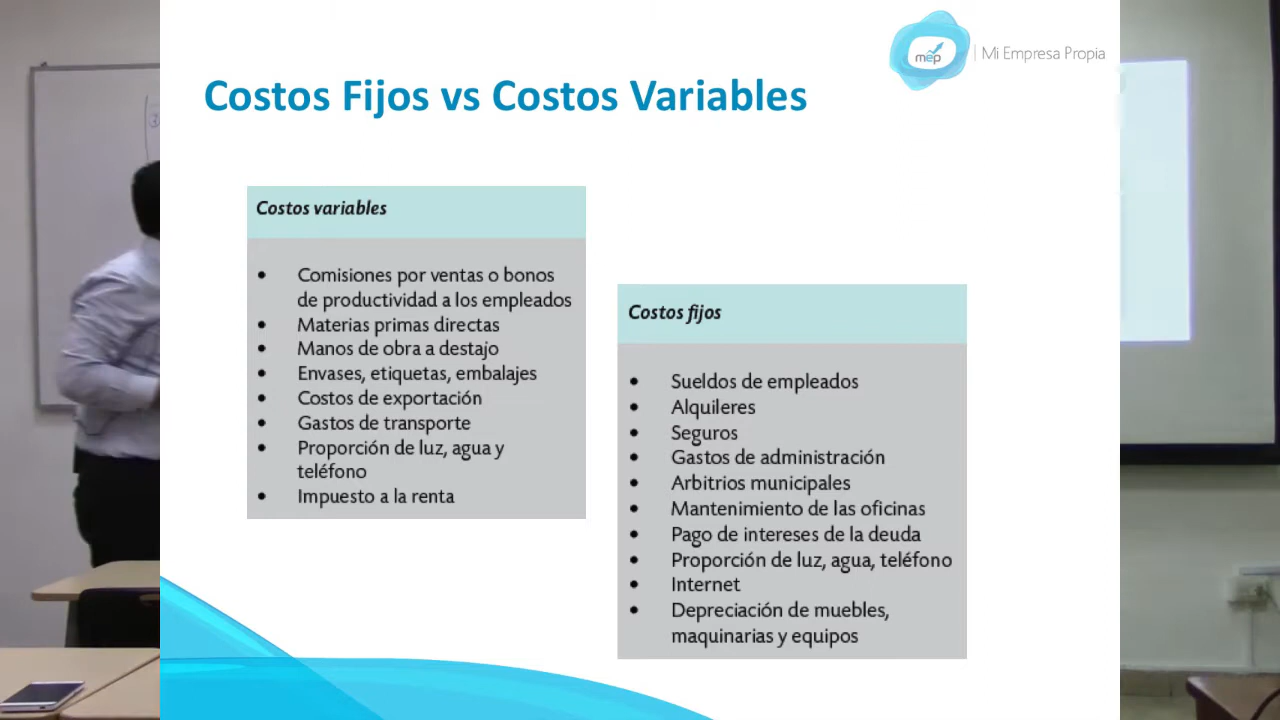 mep
Mi Empresa Propia
Costos Fijos vs Costos Variables
Costos variables
• Comisiones por ventas o bonos
de productividad a los empleados
• Materias primas directas
• Manos de obra a destajo
• Envases, etiquetas, embalajes
• Costos de exportación
• Gastos de transporte
• Proporción de luz, agua y
teléfono
• Impuesto a la renta
Costos fijos
• Sueldos de empleados
• Alquileres
• Seguros
• Gastos de administración
• Arbitrios municipales
• Mantenimiento de las oficinas
• Pago de intereses de la deuda
• Proporción de luz, agua, teléfono
• Internet
• Depreciación de muebles,
maquinarias y equipos